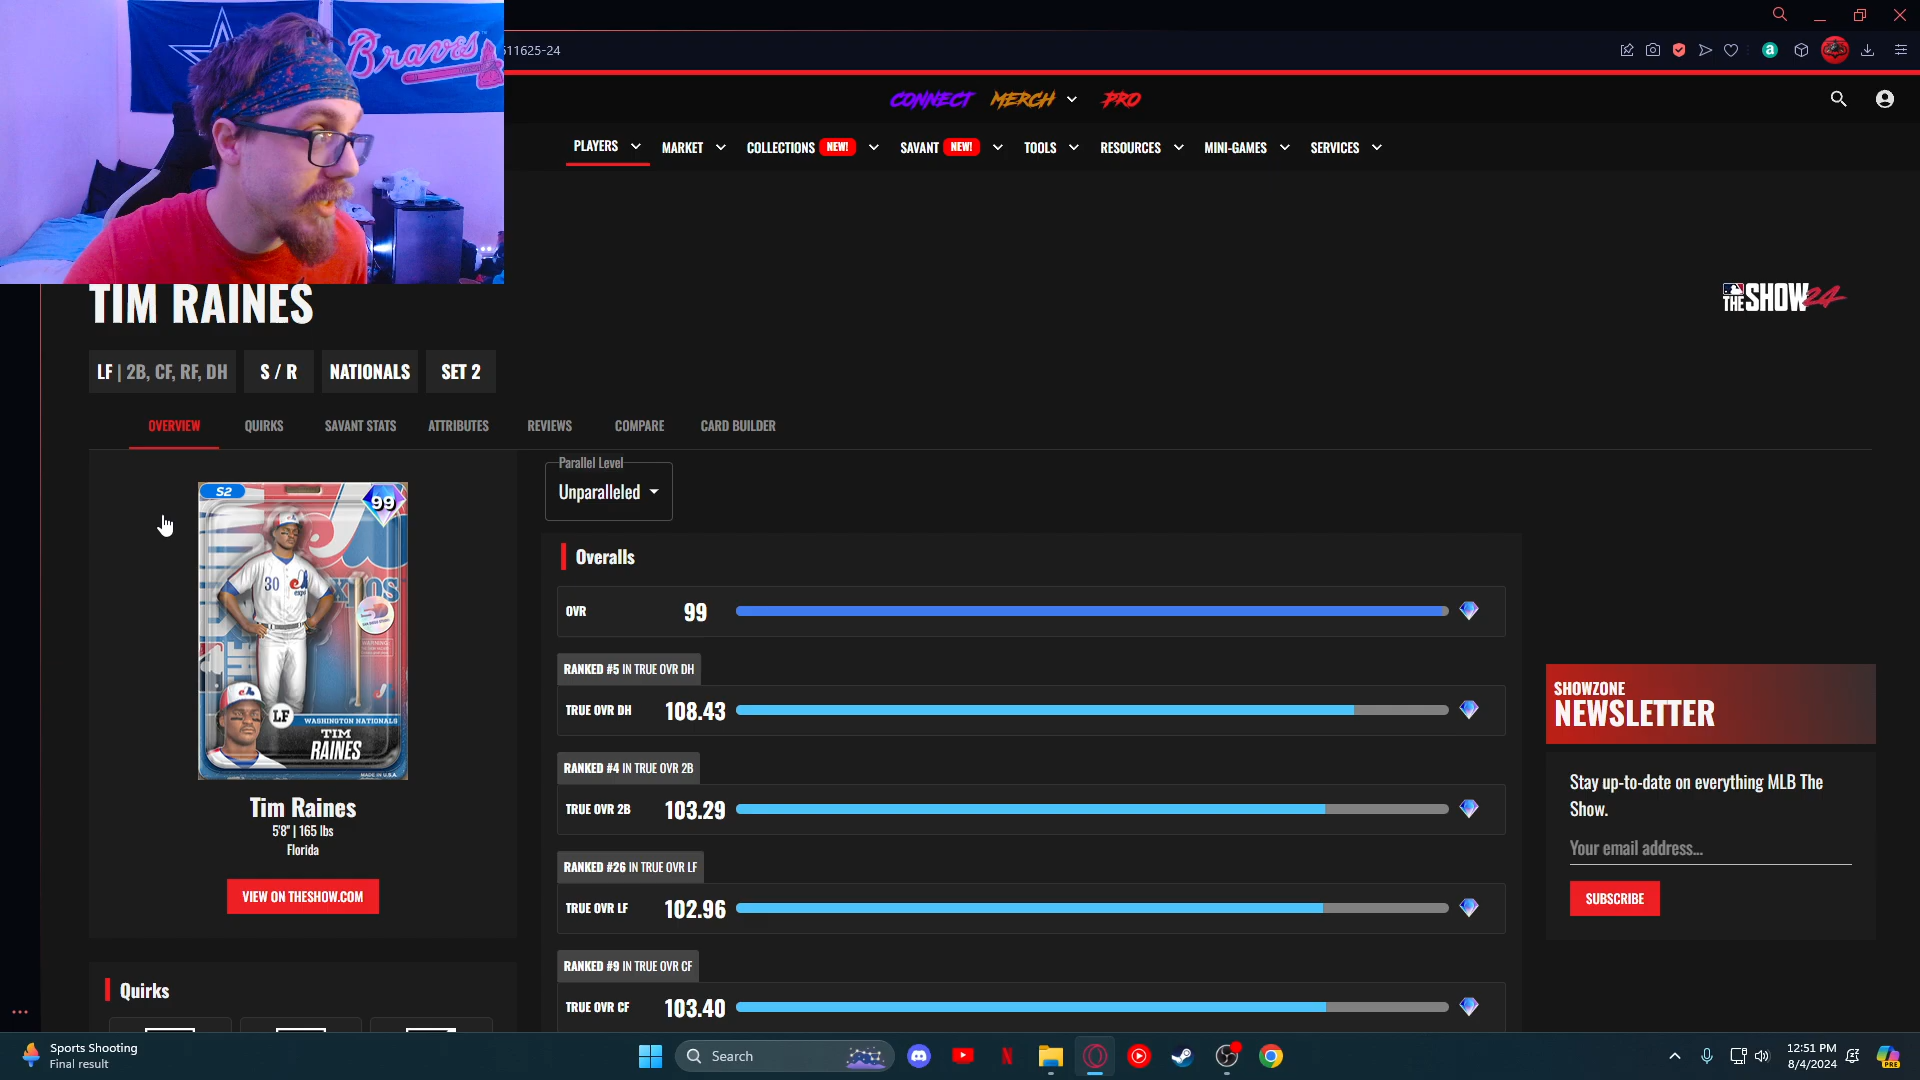 Braves
511625-24
CONNECT MERCH PRO
PLAYERS MARKET COLLECTIONS NEW! SAVANT NEW! TOOLS RESOURCES MINI-GAMES SERVICES
TIM RAINES
MLB THE SHOW 24
LF | 2B, CF, RF, DH S / R NATIONALS SET 2
OVERVIEW QUIRKS SAVANT STATS ATTRIBUTES REVIEWS COMPARE CARD BUILDER
Parallel Level
Unparalleled
S2
99
30
expos
WARNING:
LF
WASHINGTON NATIONALS
TIM
RAINES
MADE IN U.S.A.
Tim Raines
5'8" | 165 lbs
Florida
VIEW ON THESHOW.COM
Quirks
Overalls
OVR 99
RANKED #5 IN TRUE OVR DH
TRUE OVR DH 108.43
RANKED #4 IN TRUE OVR 2B
TRUE OVR 2B 103.29
RANKED #26 IN TRUE OVR LF
TRUE OVR LF 102.96
RANKED #9 IN TRUE OVR CF
TRUE OVR CF 103.40
SHOWZONE
NEWSLETTER
Stay up-to-date on everything MLB The
Show.
Your email address...
SUBSCRIBE
Sports Shooting
Final result
Search
12:51 PM
8/4/2024
PRE